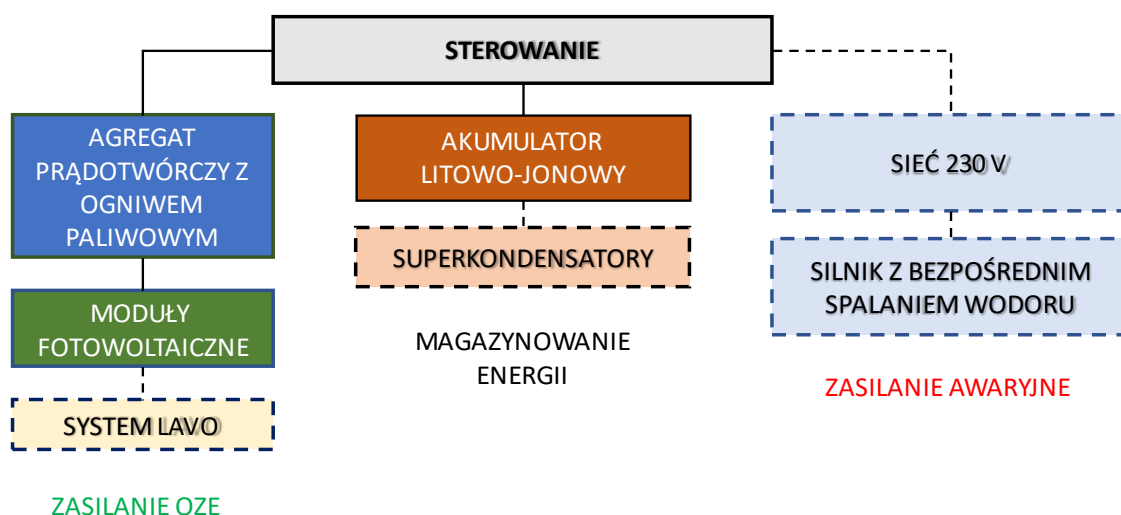 STEROWANIE
AGREGAT
PRĄDOTWÓRCZY Z
OGNIWEM
PALIWOWYM
MODUŁY
FOTOWOLTAICZNE
SYSTEM LAVO
ZASILANIE OZE
AKUMULATOR
LITOWO-JONOWY
SUPERKONDENSATORY
MAGAZYNOWANIE
ENERGII
SIEĆ 230 V
SILNIK Z BEZPOŚREDNIM
SPALANIEM WODORU
ZASILANIE AWARYJNE